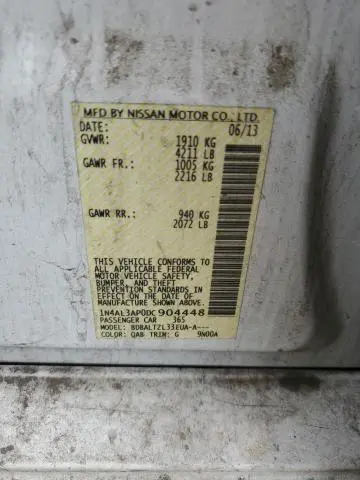 MFD BY NISSAN MOTOR CO., LTD.
DATE: 06/13
GVWR: 1910 KG
4211 LB
GAWR FR: 1005 KG
2216 LB
GAWR RR: 940 KG
2072 LB
THIS VEHICLE CONFORMS TO ALL
APPLICABLE FEDERAL
MOTOR VEHICLE SAFETY,
BUMPER, AND THEFT
PREVENTION STANDARDS IN
EFFECT ON THE DATE OF
MANUFACTURE SHOWN ABOVE.
1N4AL3AP0DC904448
PASSENGER CAR 365
MODEL: BDBALTZL33EUA-A---
COLOR: QAB TRIM: G 9N00A